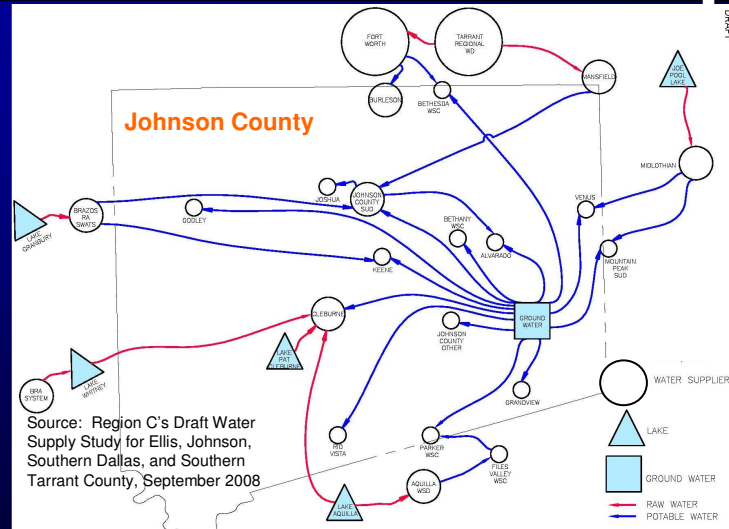 DRAFT
FORT
WORTH
TARRANT
REGIONAL
WD
MANSFIELD
JOE
POOL
LAKE
BURLESON
BETHESDA
WSC
Johnson County
MIDLOTHIAN
JOSHUA
JOHNSON
COUNTY
SUD
VENUS
BRAZOS
RA
SWATS
LAKE
GRANBURY
GODLEY
BETHANY
WSC
ALVARADO
KEENE
MOUNTAIN
PEAK
SUD
CLEBURNE
GROUND
WATER
JOHNSON
COUNTY
OTHER
LAKE
PAT
CLEBURNE
LAKE
WHITNEY
BRA
SYSTEM
GRANDVIEW
WATER SUPPLIER
Source: Region C's Draft Water
Supply Study for Ellis, Johnson,
Southern Dallas, and Southern
Tarrant County, September 2008
RIO
VISTA
PARKER
WSC
FILES
VALLEY
WSC
LAKE
AQUILLA
WSD
LAKE
AQUILLA
GROUND WATER
RAW WATER
POTABLE WATER